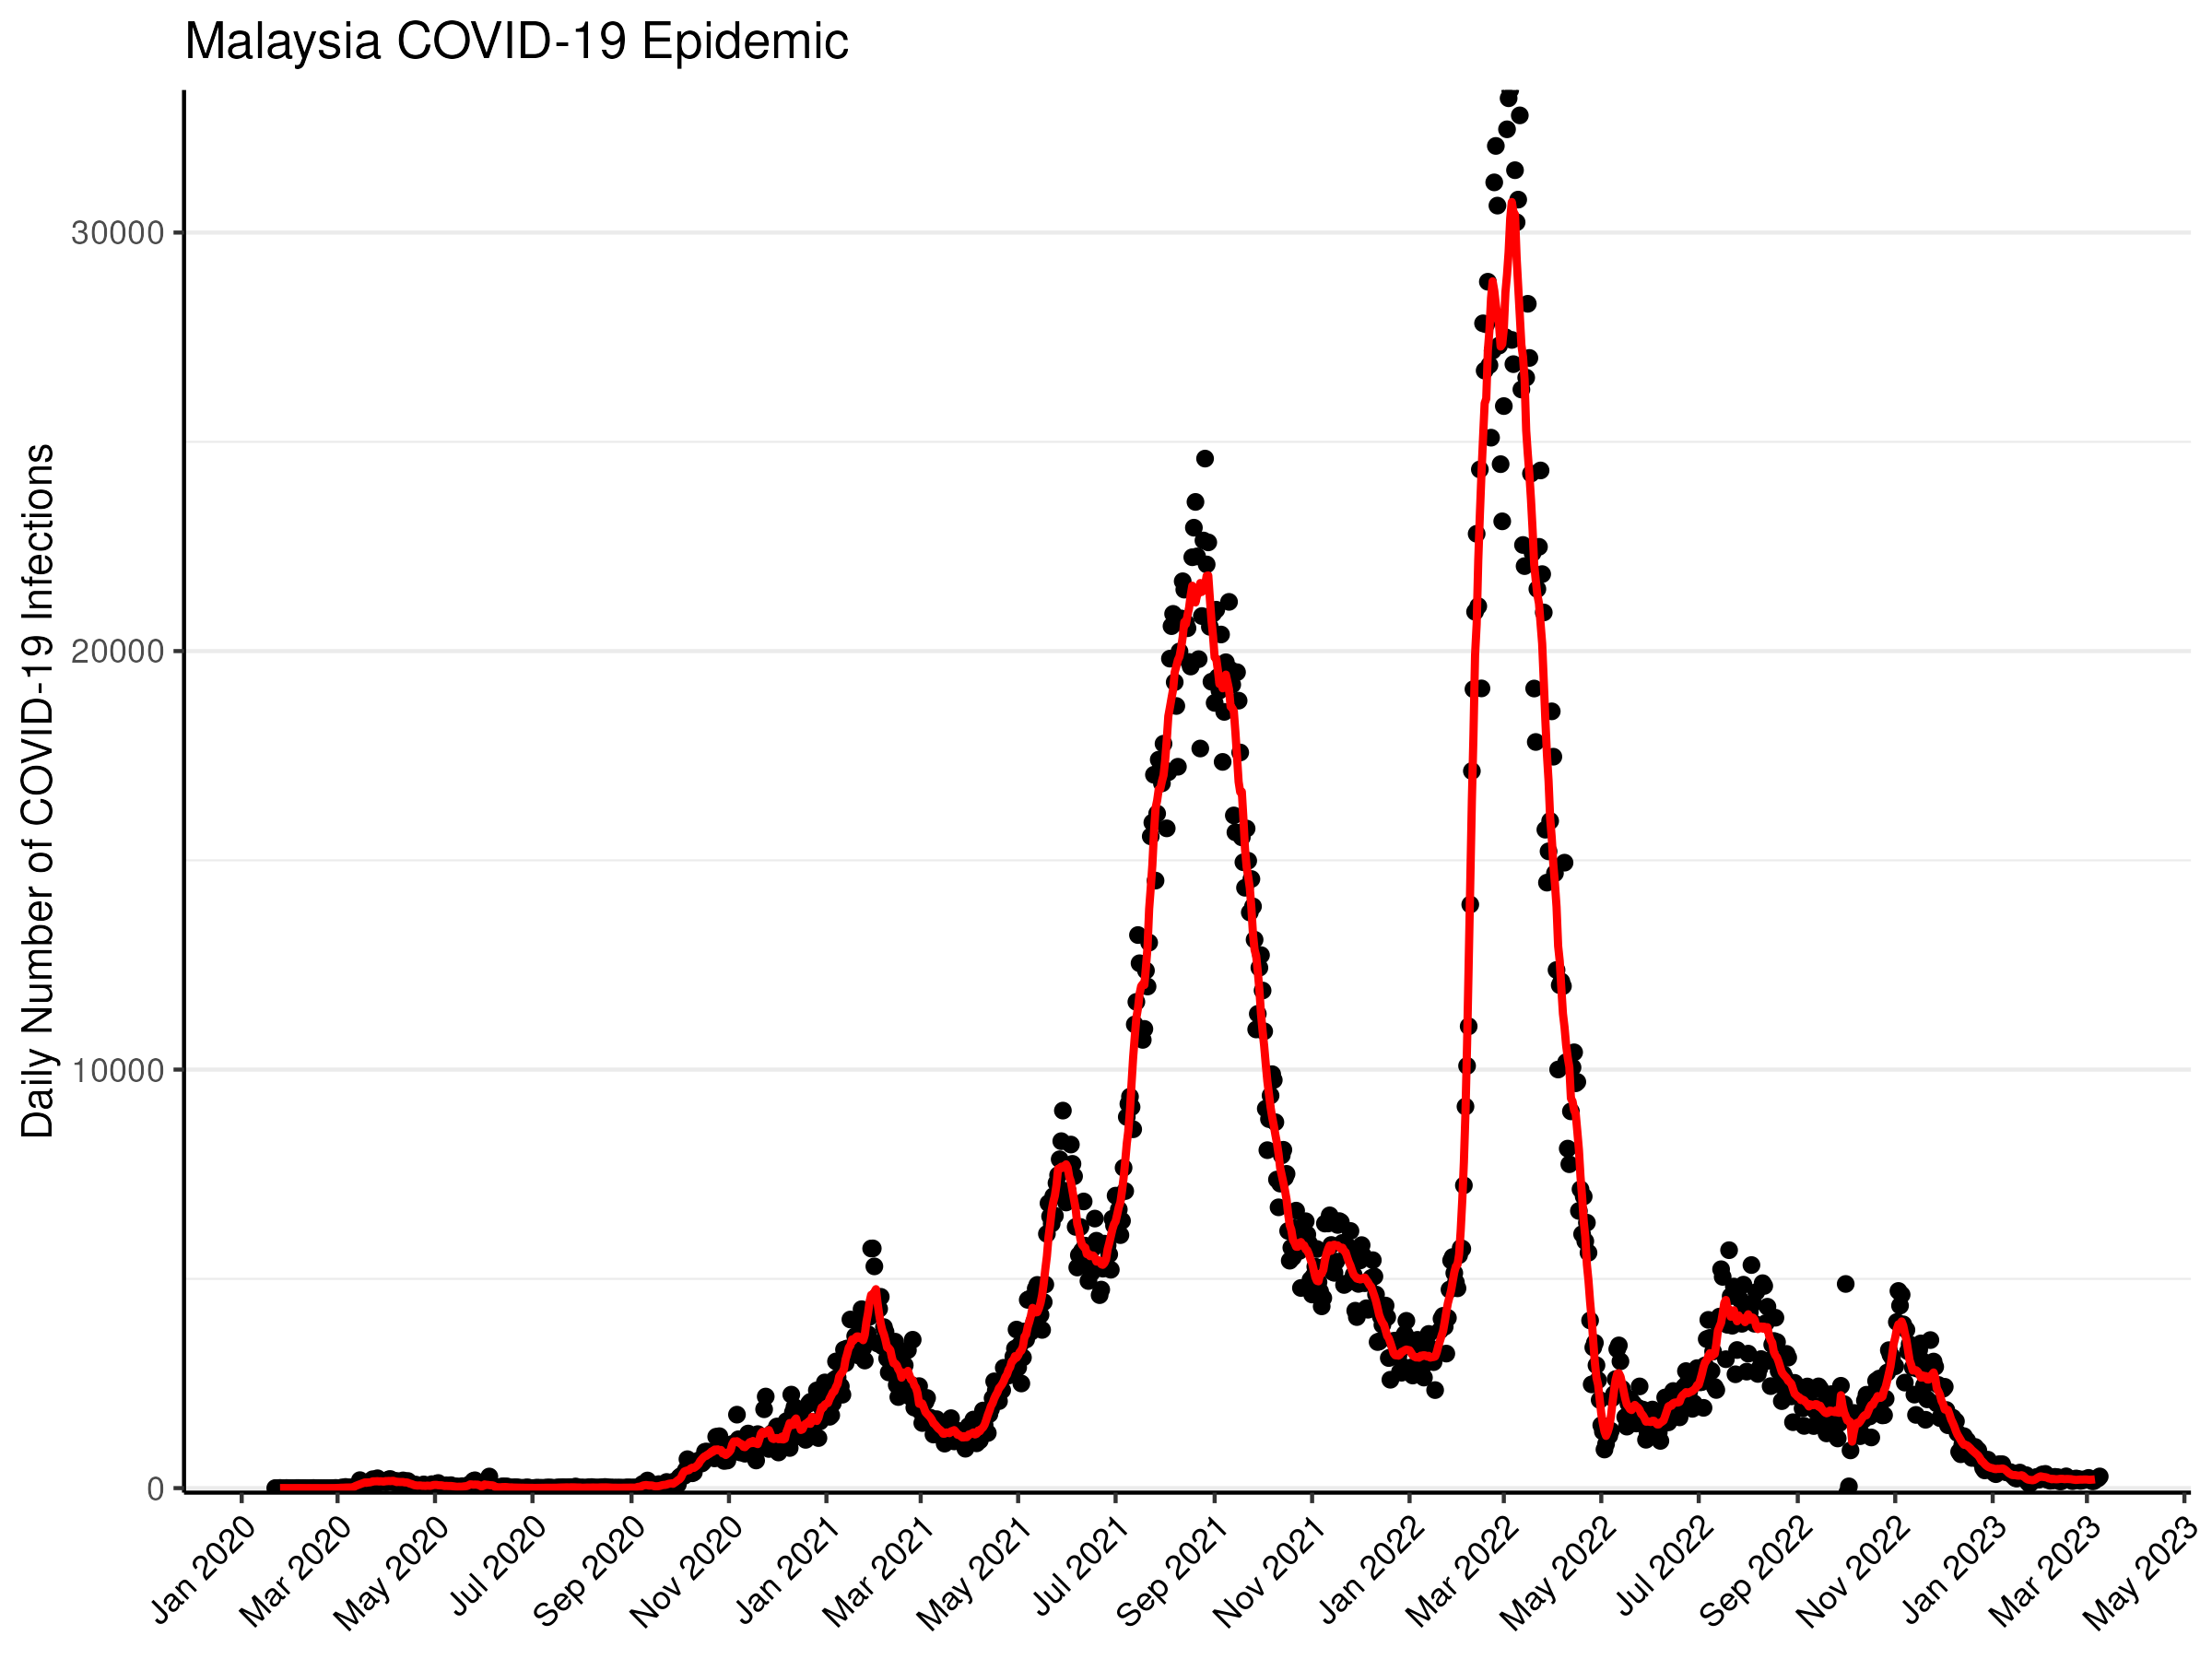 Malaysia COVID-19 Epidemic
Daily Number of COVID-19 Infections
30000
20000
10000
0
Jan 2020
Mar 2020
May 2020
Jul 2020
Sep 2020
Nov 2020
Jan 2021
Mar 2021
May 2021
Jul 2021
Sep 2021
Nov 2021
Jan 2022
Mar 2022
May 2022
Jul 2022
Sep 2022
Nov 2022
Jan 2023
Mar 2023
May 2023